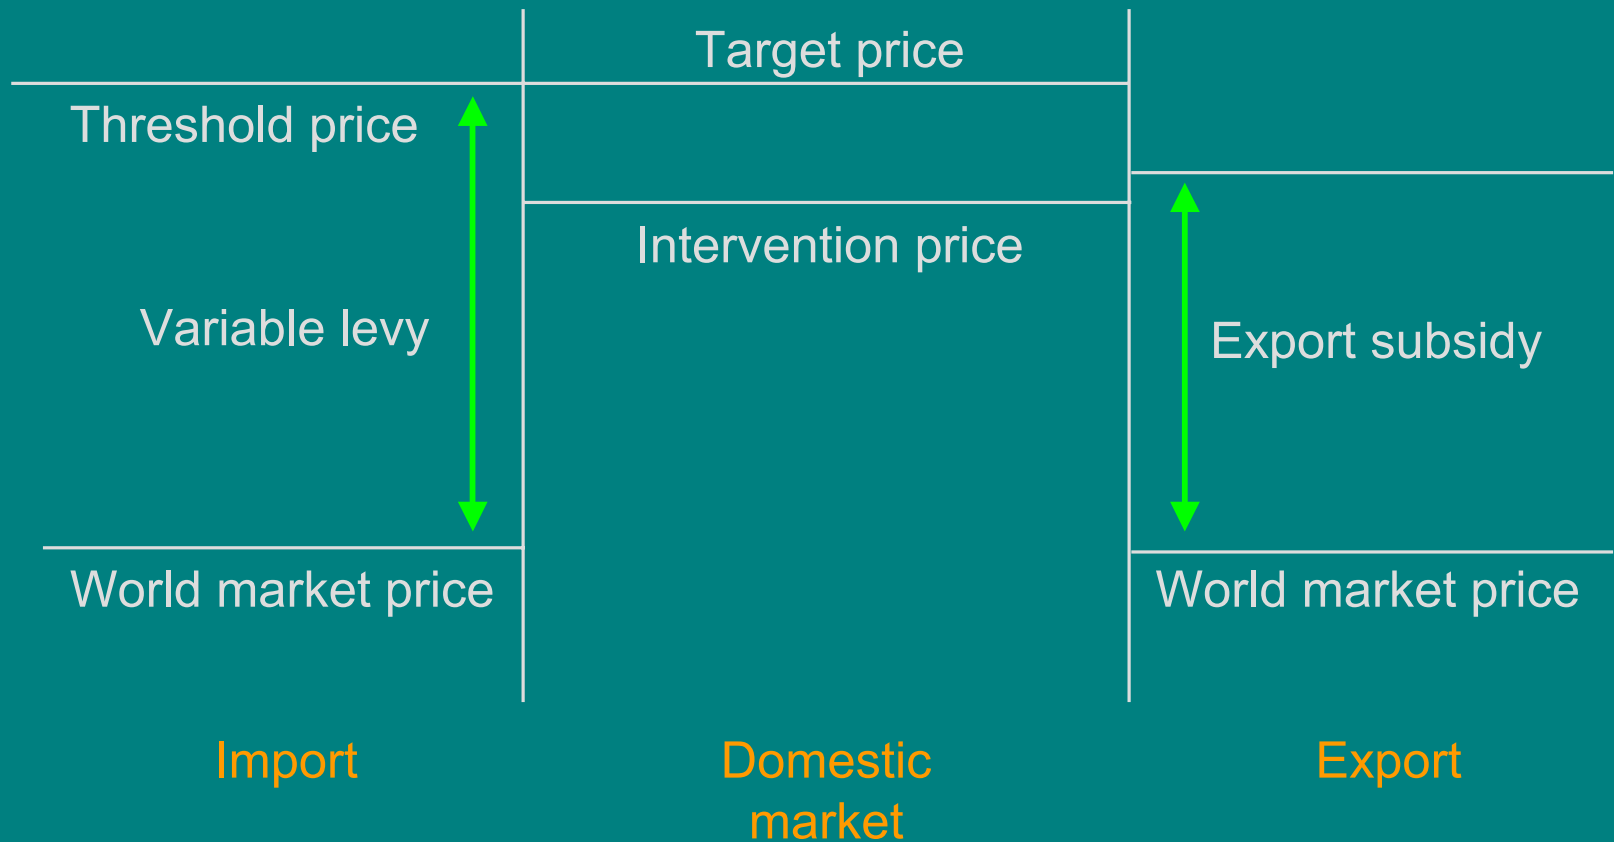 Target price
Threshold price
Intervention price
Variable levy
Export subsidy
World market price
World market price
Import
Domestic
market
Export